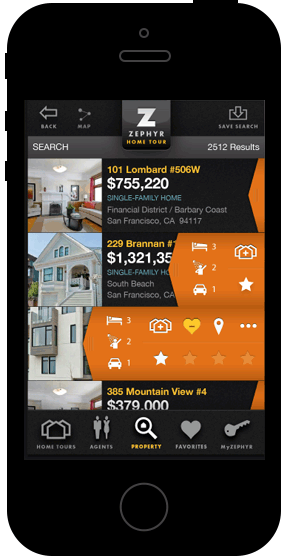 BACK
MAP
Z
ZEPHYR
HOME TOUR
SAVE SEARCH
SEARCH
2512 Results
101 Lombard #506W
$755,220
SINGLE-FAMILY HOME
Financial District / Barbary Coast
San Francisco, CA 94117
229 Brannan #1
$1,321,35
SINGLE-FAMILY HO
South Beach
San Francisco, CA
3
2
1
3
2
1
385 Mountain View #4
$379,000
HOME TOURS
AGENTS
PROPERTY
FAVORITES
MyZEPHYR